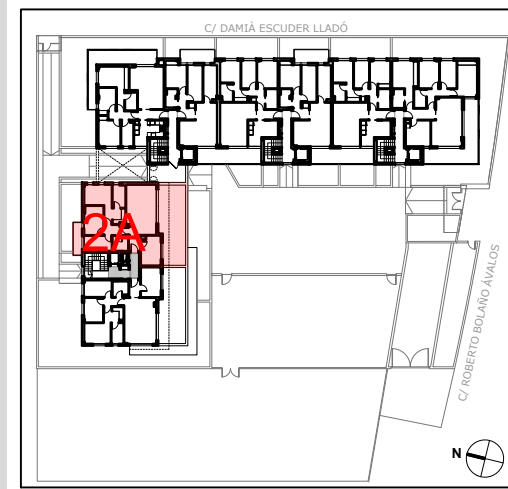 C/ DAMIÀ ESCUDER LLADÓ
2A
C/ ROBERTO BOLAÑO ÁVALOS
N